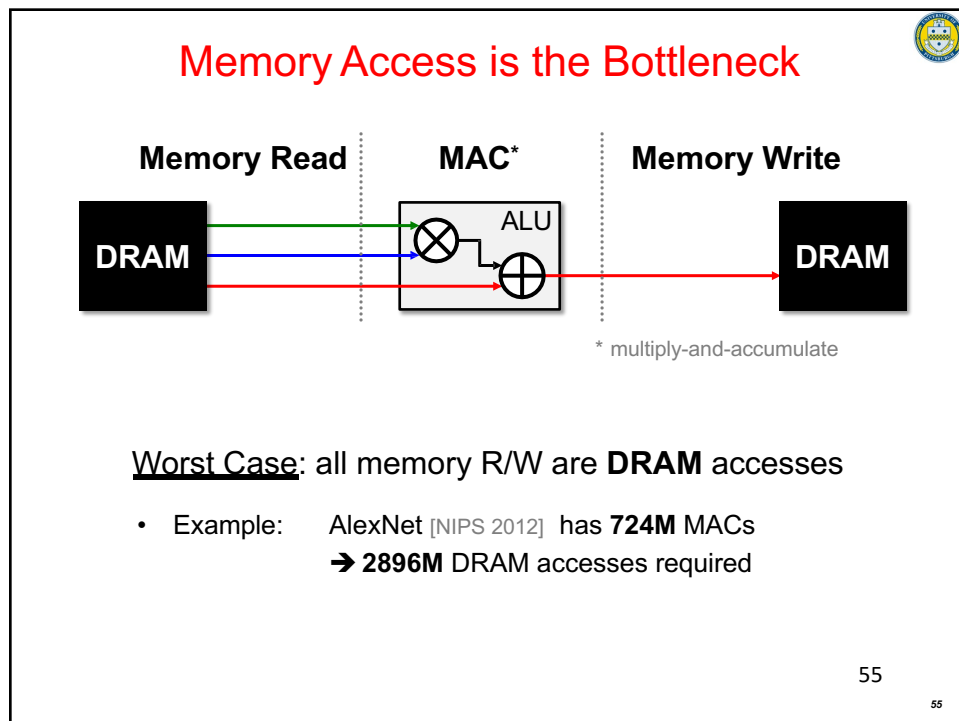 Memory Access is the Bottleneck
Memory Read MAC* Memory Write
DRAM
ALU
DRAM
* multiply-and-accumulate
Worst Case: all memory R/W are DRAM accesses
• Example: AlexNet [NIPS 2012] has 724M MACs
➔ 2896M DRAM accesses required
55
55